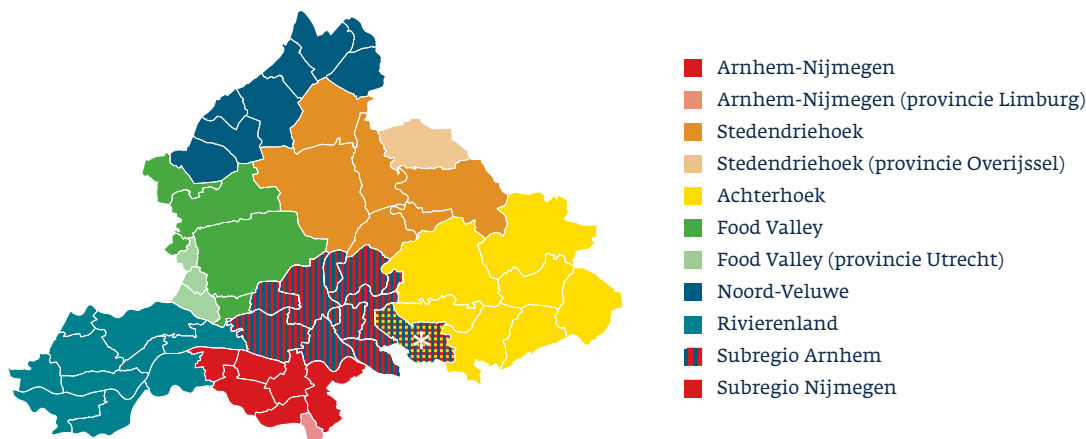 Arnhem-Nijmegen
Arnhem-Nijmegen (provincie Limburg)
Stedendriehoek
Stedendriehoek (provincie Overijssel)
Achterhoek
Food Valley
Food Valley (provincie Utrecht)
Noord-Veluwe
Rivierenland
Subregio Arnhem
Subregio Nijmegen